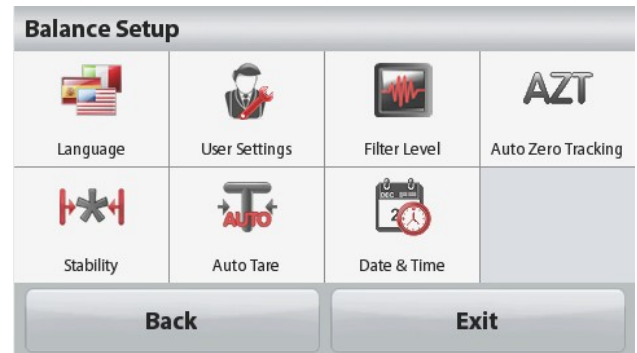 Balance Setup
AZT
Language
User Settings
Filter Level
Auto Zero Tracking
AUTO
DEC
Stability
Auto Tare
Date & Time
Back
Exit